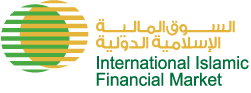 السوق المالية
الإسلامية الدولية
International Islamic
Financial Market